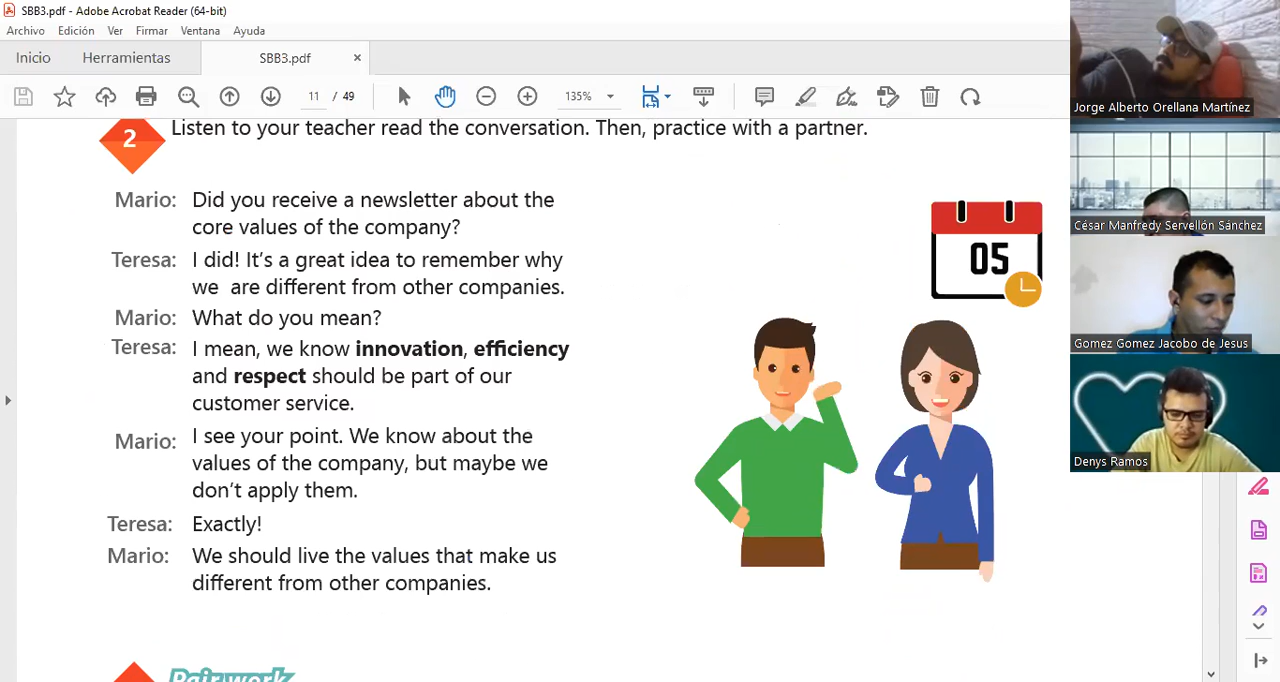 SBB3.pdf - Adobe Acrobat Reader (64-bit)
Archivo Edición Ver Firmar Ventana Ayuda
Inicio Herramientas SBB3.pdf ×
11 / 49 135%
2 Listen to your teacher read the conversation. Then, practice with a partner.
Mario: Did you receive a newsletter about the
core values of the company?
Teresa: I did! It's a great idea to remember why
we are different from other companies.
Mario: What do you mean?
Teresa: I mean, we know innovation, efficiency
and respect should be part of our
customer service.
Mario: I see your point. We know about the
values of the company, but maybe we
don't apply them.
Teresa: Exactly!
Mario: We should live the values that make us
different from other companies.
Pair work
05
Jorge Alberto Orellana Martínez
César Manfredy Servellón Sánchez
Gomez Gomez Jacobo de Jesus
Denys Ramos